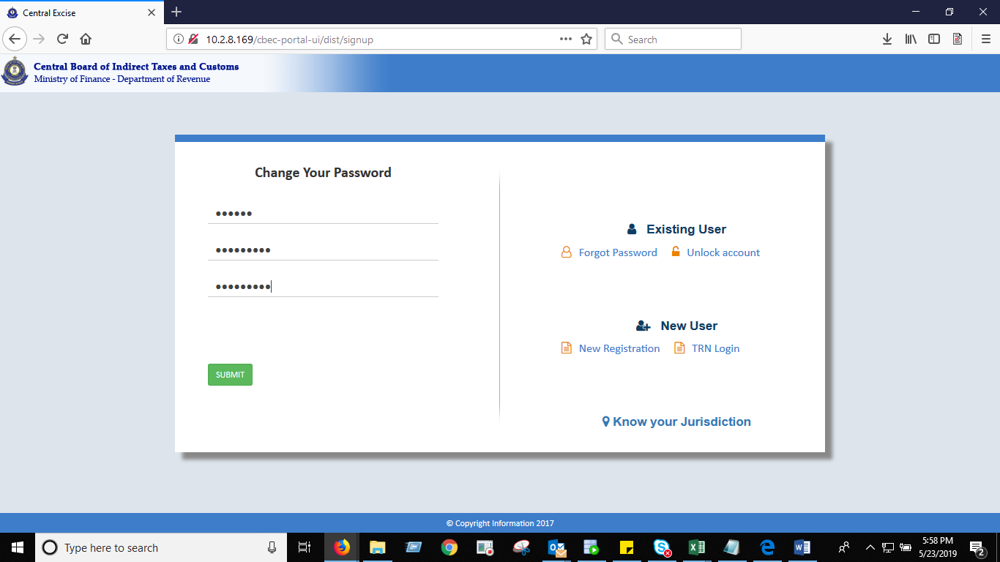 Central Excise
10.2.8.169/cbec-portal-ui/dist/signup
Search
Central Board of Indirect Taxes and Customs
Ministry of Finance - Department of Revenue
Change Your Password
••••••
•••••••••
•••••••••
SUBMIT
Existing User
Forgot Password
Unlock account
New User
New Registration
TRN Login
Know your Jurisdiction
© Copyright Information 2017
Type here to search
5:58 PM
5/23/2019
2